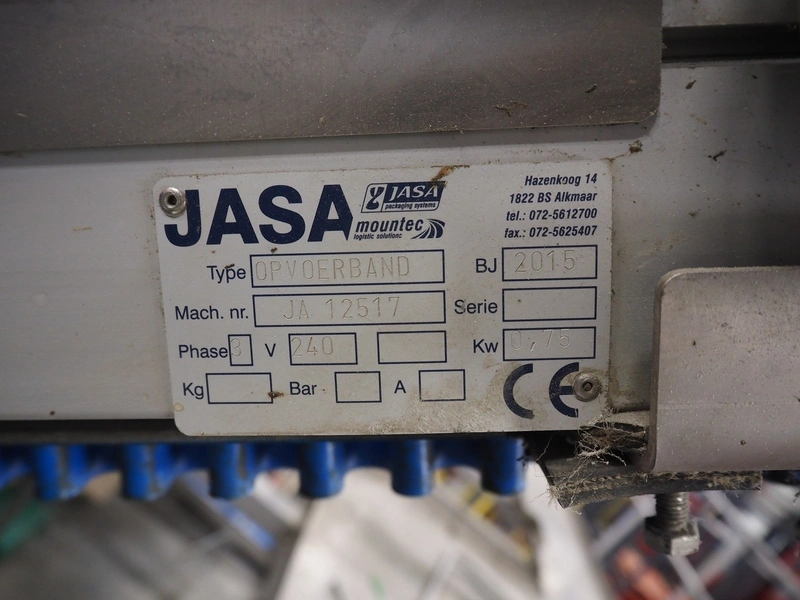 JASA
JASA
packaging systems
mountec
logistic solutionc
Hazenkoog 14
1822 BS Alkmaar
tel.: 072-5612700
fax.: 072-5625407
Type OPVOERBAND BJ 2015
Mach. nr. JA 12517 Serie
Phase 3 V 240 Kw 0,75
Kg Bar A CE